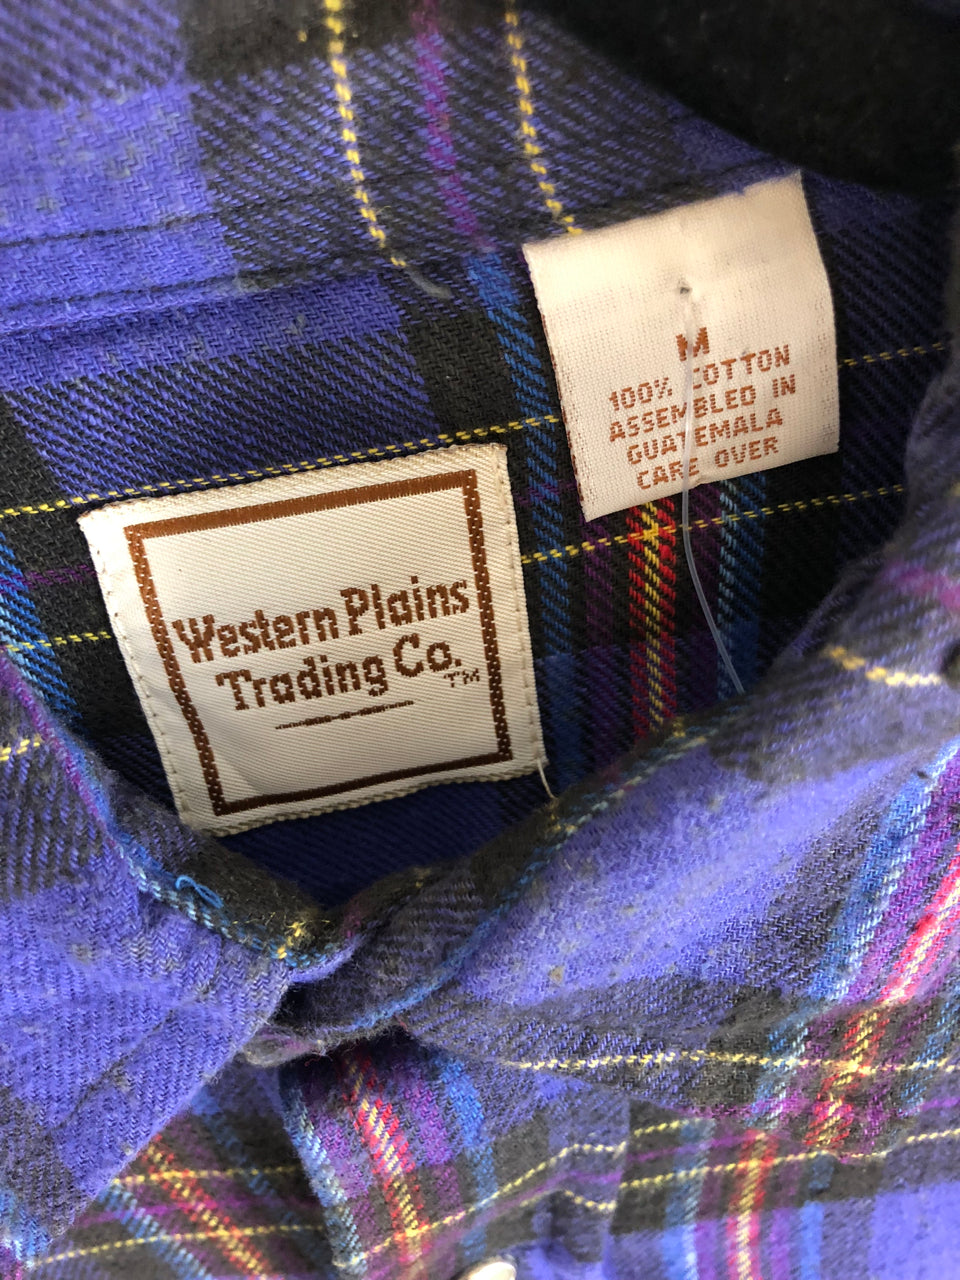 M
100% COTTON
ASSEMBLED IN
GUATEMALA
CARE OVER
Western Plains
Trading Co.™